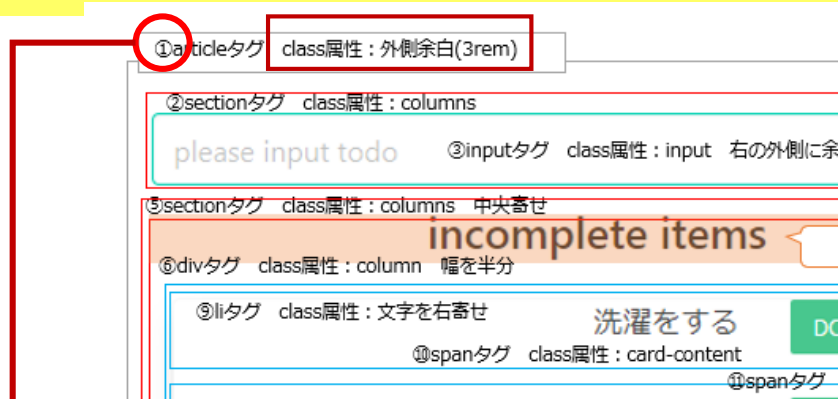 ①articleタグ class属性：外側余白(3rem)
②sectionタグ class属性：columns
please input todo ③inputタグ class属性：input 右の外側に余
⑤sectionタグ class属性：columns 中央寄せ
incomplete items
⑥divタグ class属性：column 幅を半分
⑨liタグ class属性：文字を右寄せ
洗濯をする
DO
⑩spanタグ class属性：card-content
⑪spanタグ